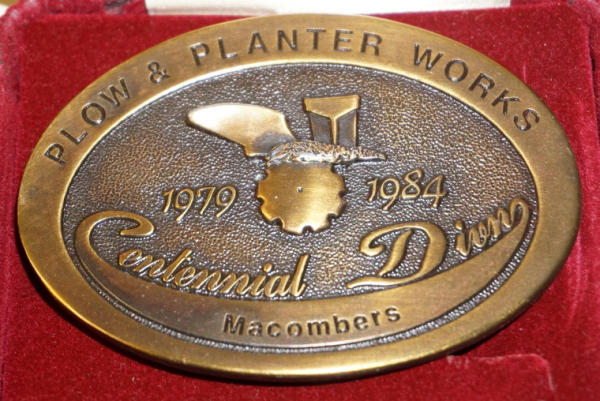 PLOW & PLANTER WORKS
1979 1984
Centennial Divn
Macombers